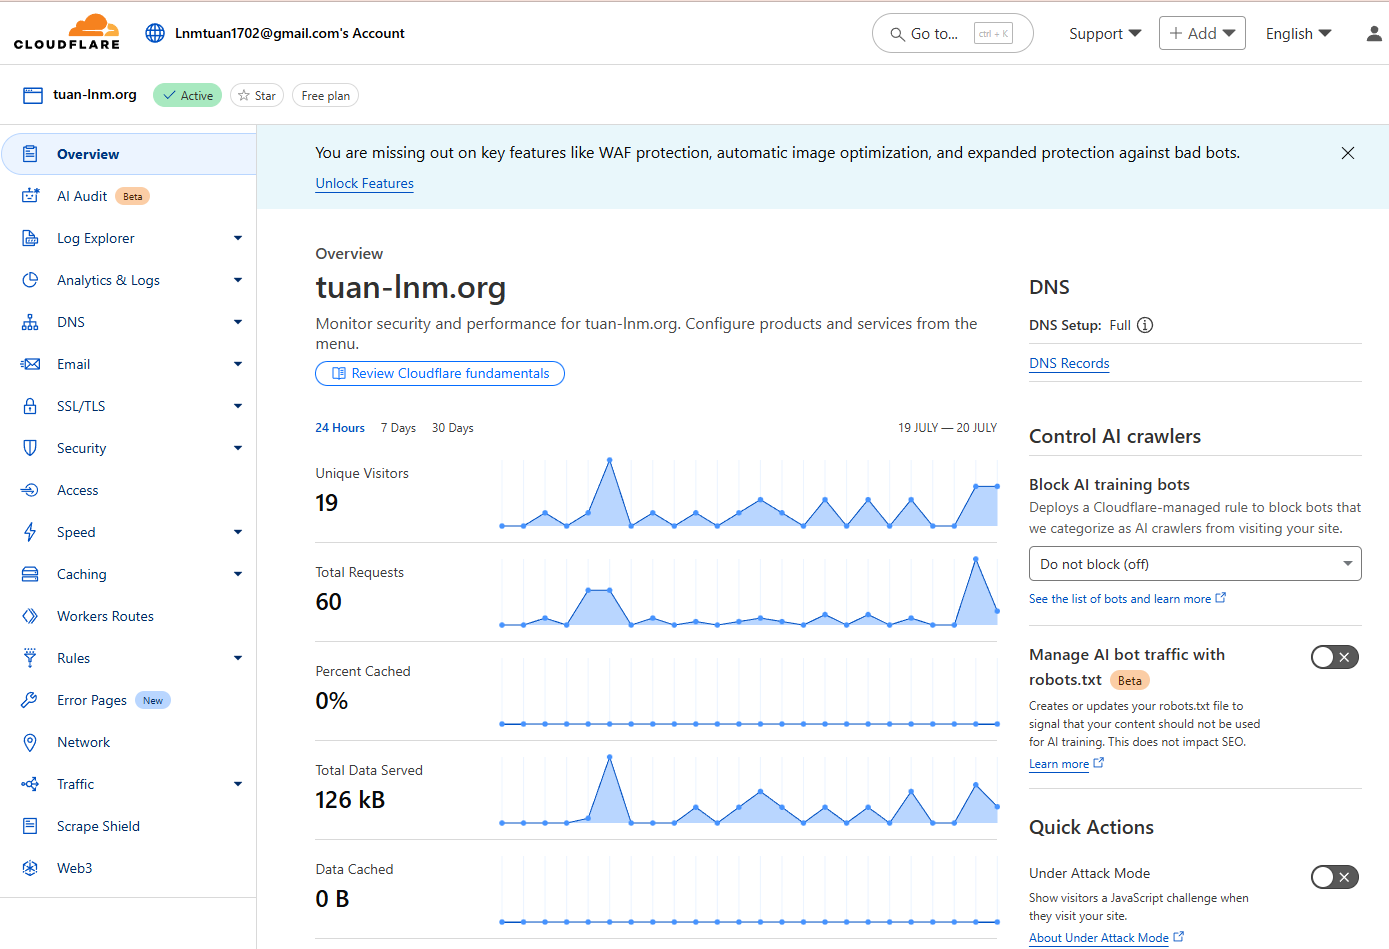 CLOUDFLARE
Lnmtuan1702@gmail.com's Account
Go to... ctrl + K
Support
+ Add
English
tuan-lnm.org
Active
Star
Free plan
Overview
AI Audit Beta
Log Explorer
Analytics & Logs
DNS
Email
SSL/TLS
Security
Access
Speed
Caching
Workers Routes
Rules
Error Pages New
Network
Traffic
Scrape Shield
Web3
You are missing out on key features like WAF protection, automatic image optimization, and expanded protection against bad bots.
Unlock Features
Overview
tuan-lnm.org
Monitor security and performance for tuan-lnm.org. Configure products and services from the
menu.
Review Cloudflare fundamentals
24 Hours 7 Days 30 Days 19 JULY — 20 JULY
Unique Visitors
19
Total Requests
60
Percent Cached
0%
Total Data Served
126 kB
Data Cached
0 B
DNS
DNS Setup: Full
DNS Records
Control AI crawlers
Block AI training bots
Deploys a Cloudflare-managed rule to block bots that
we categorize as AI crawlers from visiting your site.
Do not block (off)
See the list of bots and learn more
Manage AI bot traffic with
robots.txt Beta
Creates or updates your robots.txt file to
signal that your content should not be used
for AI training. This does not impact SEO.
Learn more
Quick Actions
Under Attack Mode
Show visitors a JavaScript challenge when
they visit your site.
About Under Attack Mode